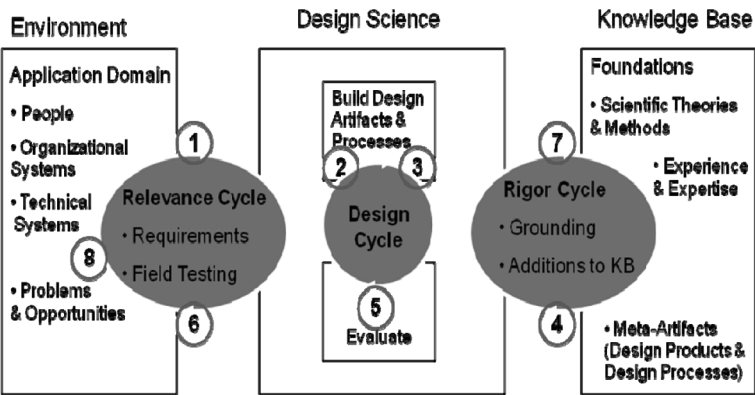 Environment
Design Science
Knowledge Base
Application Domain
• People
• Organizational
Systems
• Technical
Systems
• Problems
& Opportunities
1
Relevance Cycle
• Requirements
• Field Testing
8
6
Build Design
Artifacts &
Processes
2
3
Design
Cycle
5
Evaluate
7
Rigor Cycle
• Grounding
• Additions to KB
4
Foundations
• Scientific Theories
& Methods
• Experience
& Expertise
• Meta-Artifacts
(Design Products &
Design Processes)